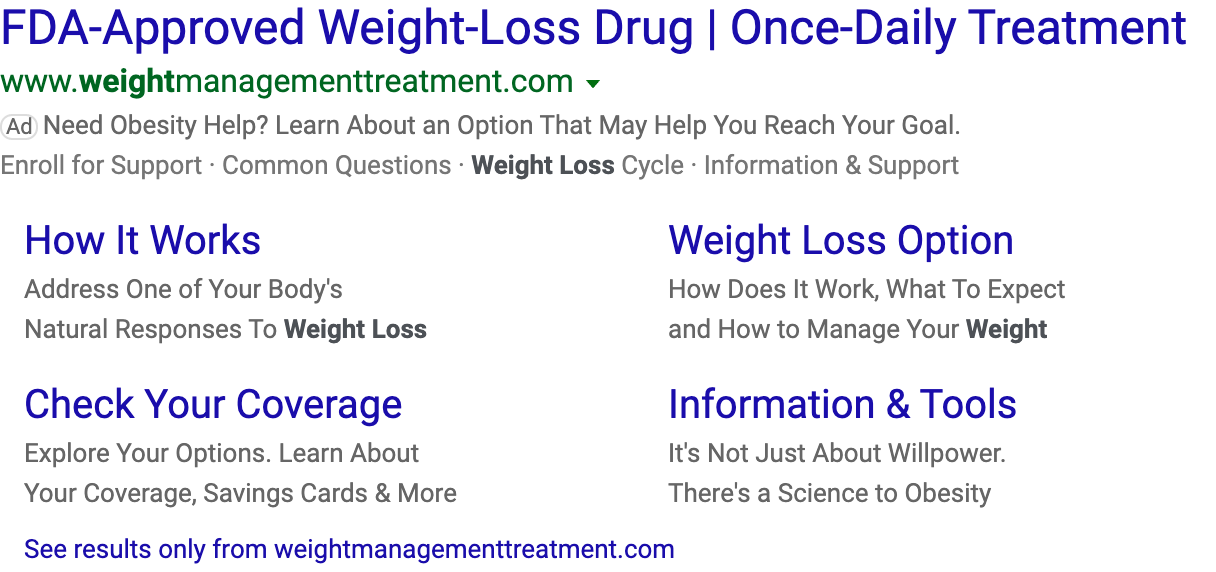 FDA-Approved Weight-Loss Drug | Once-Daily Treatment
www.weightmanagementtreatment.com
Ad Need Obesity Help? Learn About an Option That May Help You Reach Your Goal.
Enroll for Support · Common Questions · Weight Loss Cycle · Information & Support
How It Works
Address One of Your Body's
Natural Responses To Weight Loss
Weight Loss Option
How Does It Work, What To Expect
and How to Manage Your Weight
Check Your Coverage
Explore Your Options. Learn About
Your Coverage, Savings Cards & More
Information & Tools
It's Not Just About Willpower.
There's a Science to Obesity
See results only from weightmanagementtreatment.com